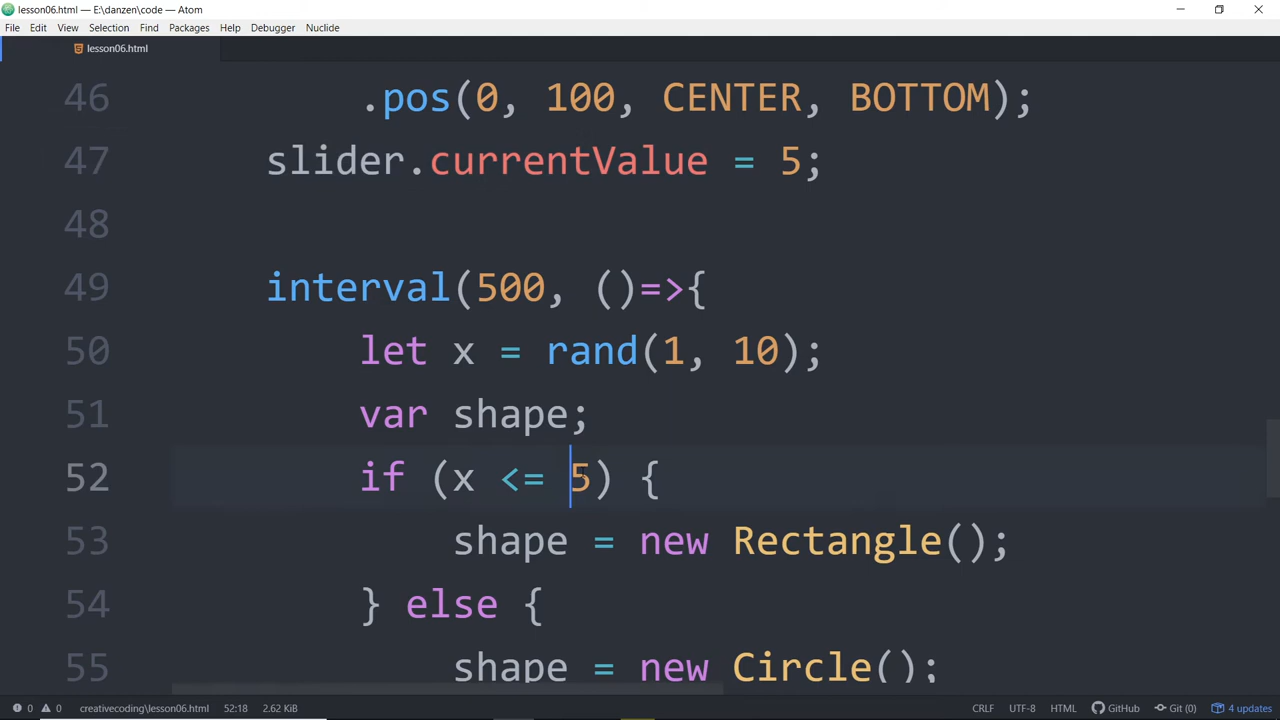 lesson06.html — E:\danzen\code — Atom
File Edit View Selection Find Packages Help Debugger Nuclide
lesson06.html
46 .pos(0, 100, CENTER, BOTTOM);
47 slider.currentValue = 5;
48
49 interval(500, ()=>{
50 let x = rand(1, 10);
51 var shape;
52 if (x <= 5) {
53 shape = new Rectangle();
54 } else {
55 shape = new Circle();
0 0 creativecoding\lesson06.html 52:18 2.62 KiB CRLF UTF-8 HTML GitHub Git (0) 4 updates